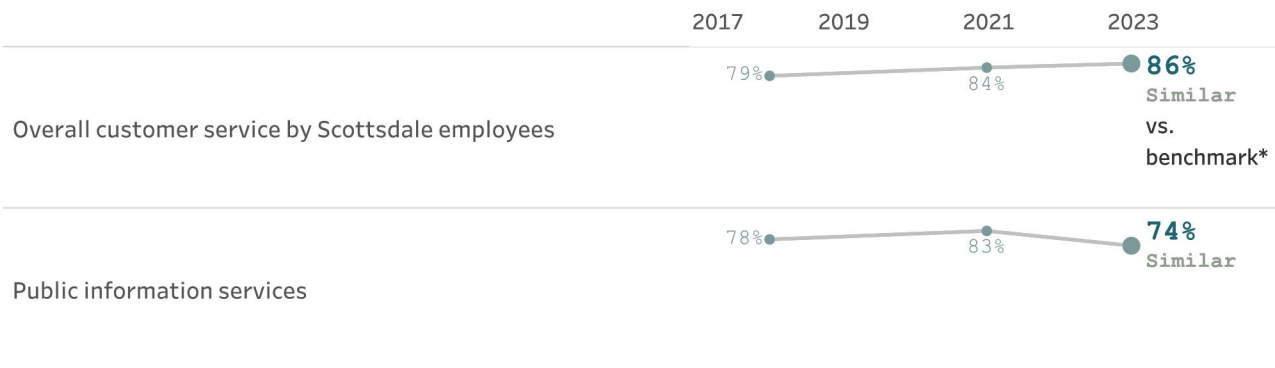 2017 2019 2021 2023
79% 84% 86%
Similar
Overall customer service by Scottsdale employees
vs.
benchmark*
78% 83% 74%
Similar
Public information services